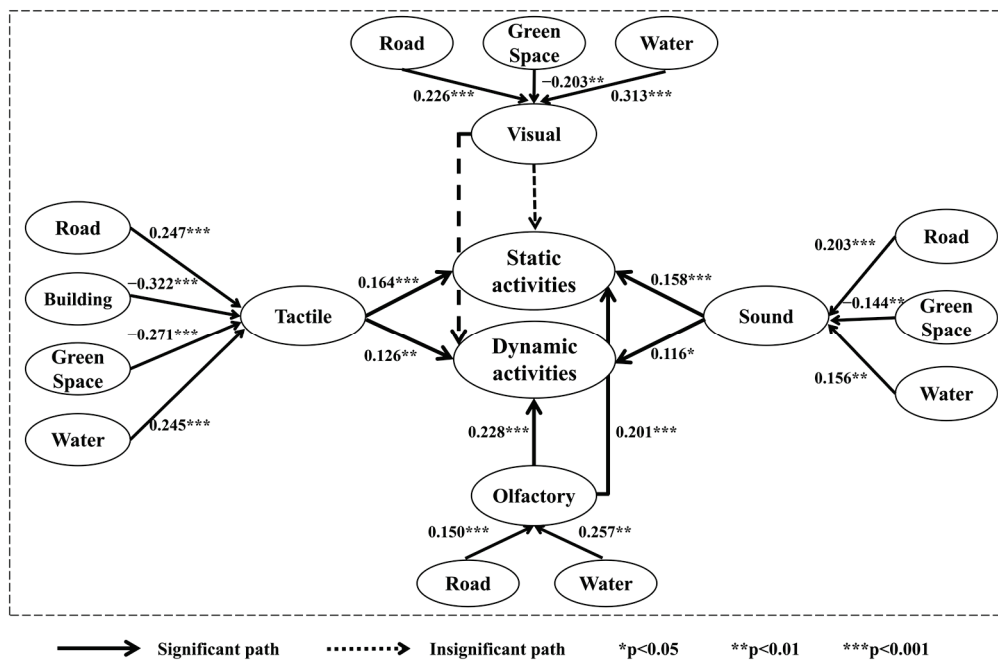 Road
Green
Space
Water
0.226***
−0.203**
0.313***
Visual
Road
0.247***
Building
−0.322***
Green
Space
−0.271***
Water
0.245***
Tactile
0.164***
0.126**
Static
activities
Dynamic
activities
0.158***
0.116*
Sound
0.203***
Road
−0.144**
Green
Space
0.156**
Water
0.228***
0.201***
Olfactory
0.150***
0.257**
Road
Water
Significant path
Insignificant path
*p<0.05
**p<0.01
***p<0.001